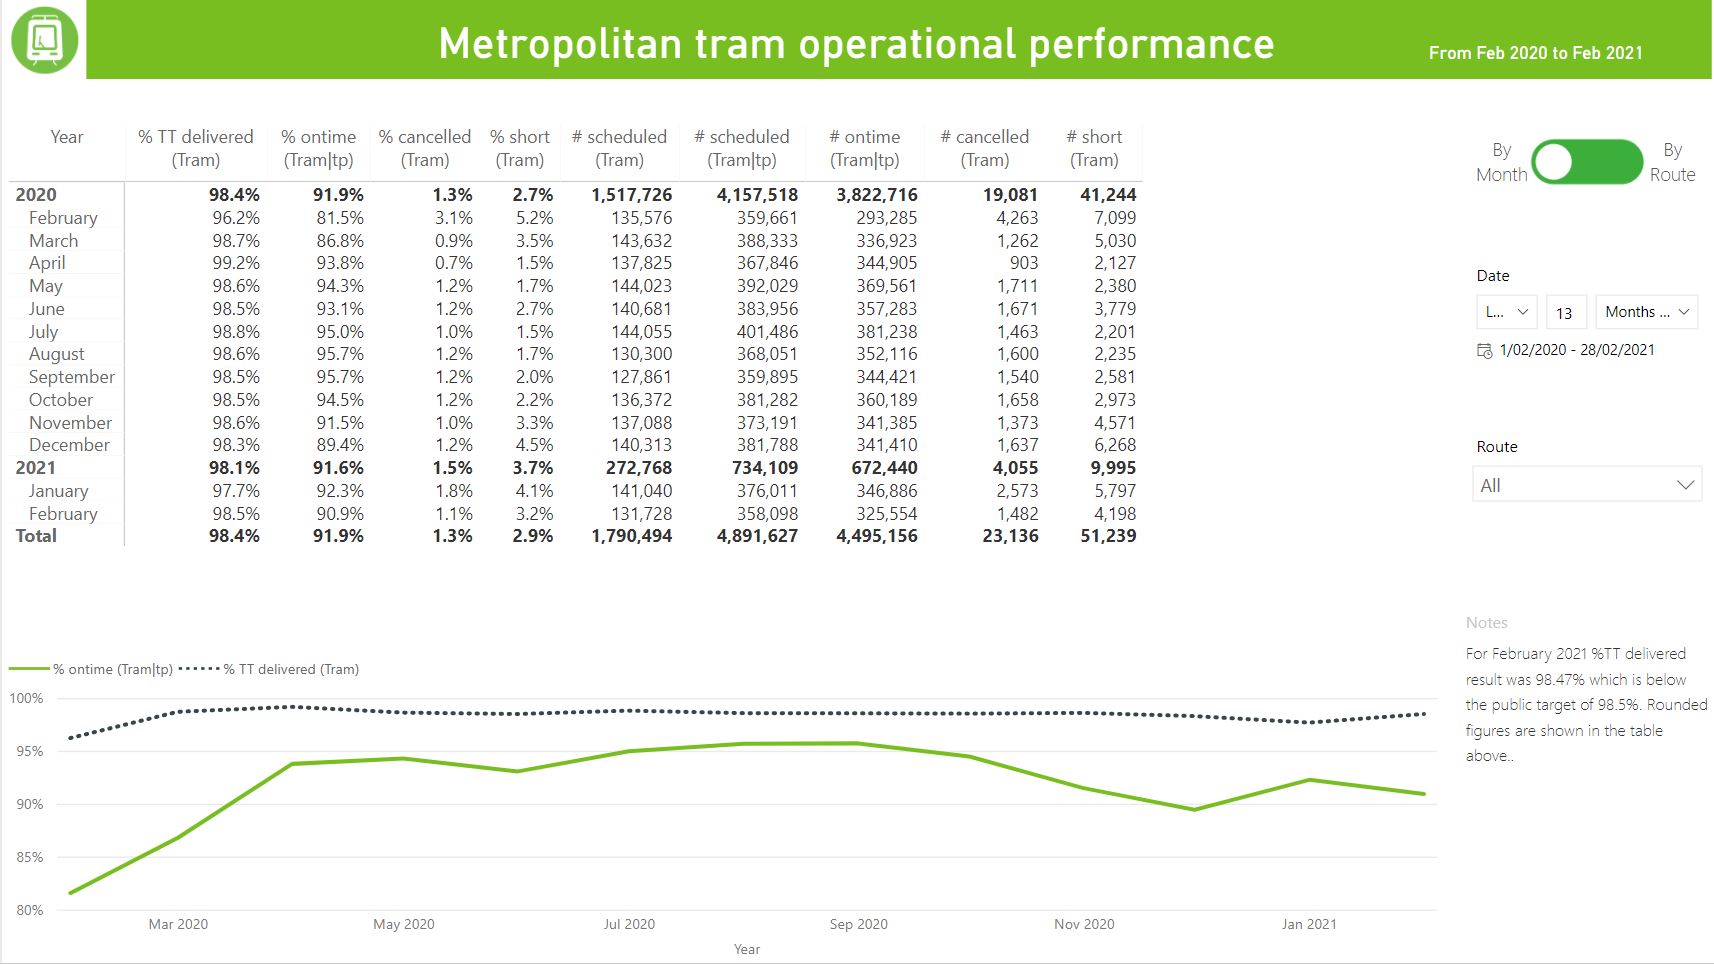 Metropolitan tram operational performance
From Feb 2020 to Feb 2021
Year % TT delivered (Tram) % ontime (Tram|tp) % cancelled (Tram) % short (Tram) # scheduled (Tram) # scheduled (Tram|tp) # ontime (Tram|tp) # cancelled (Tram) # short (Tram)
2020 98.4% 91.9% 1.3% 2.7% 1,517,726 4,157,518 3,822,716 19,081 41,244
February 96.2% 81.5% 3.1% 5.2% 135,576 359,661 293,285 4,263 7,099
March 98.7% 86.8% 0.9% 3.5% 143,632 388,333 336,923 1,262 5,030
April 99.2% 93.8% 0.7% 1.5% 137,825 367,846 344,905 903 2,127
May 98.6% 94.3% 1.2% 1.7% 144,023 392,029 369,561 1,711 2,380
June 98.5% 93.1% 1.2% 2.7% 140,681 383,956 357,283 1,671 3,779
July 98.8% 95.0% 1.0% 1.5% 144,055 401,486 381,238 1,463 2,201
August 98.6% 95.7% 1.2% 1.7% 130,300 368,051 352,116 1,600 2,235
September 98.5% 95.7% 1.2% 2.0% 127,861 359,895 344,421 1,540 2,581
October 98.5% 94.5% 1.2% 2.2% 136,372 381,282 360,189 1,658 2,973
November 98.6% 91.5% 1.0% 3.3% 137,088 373,191 341,385 1,373 4,571
December 98.3% 89.4% 1.2% 4.5% 140,313 381,788 341,410 1,637 6,268
2021 98.1% 91.6% 1.5% 3.7% 272,768 734,109 672,440 4,055 9,995
January 97.7% 92.3% 1.8% 4.1% 141,040 376,011 346,886 2,573 5,797
February 98.5% 90.9% 1.1% 3.2% 131,728 358,098 325,554 1,482 4,198
Total 98.4% 91.9% 1.3% 2.9% 1,790,494 4,891,627 4,495,156 23,136 51,239
By Month
By Route
Date
L... 13 Months ...
1/02/2020 - 28/02/2021
Route
All
Notes
For February 2021 %TT delivered
result was 98.47% which is below
the public target of 98.5%. Rounded
figures are shown in the table
above..
% ontime (Tram|tp) % TT delivered (Tram)
100%
95%
90%
85%
80%
Mar 2020 May 2020 Jul 2020 Sep 2020 Nov 2020 Jan 2021
Year